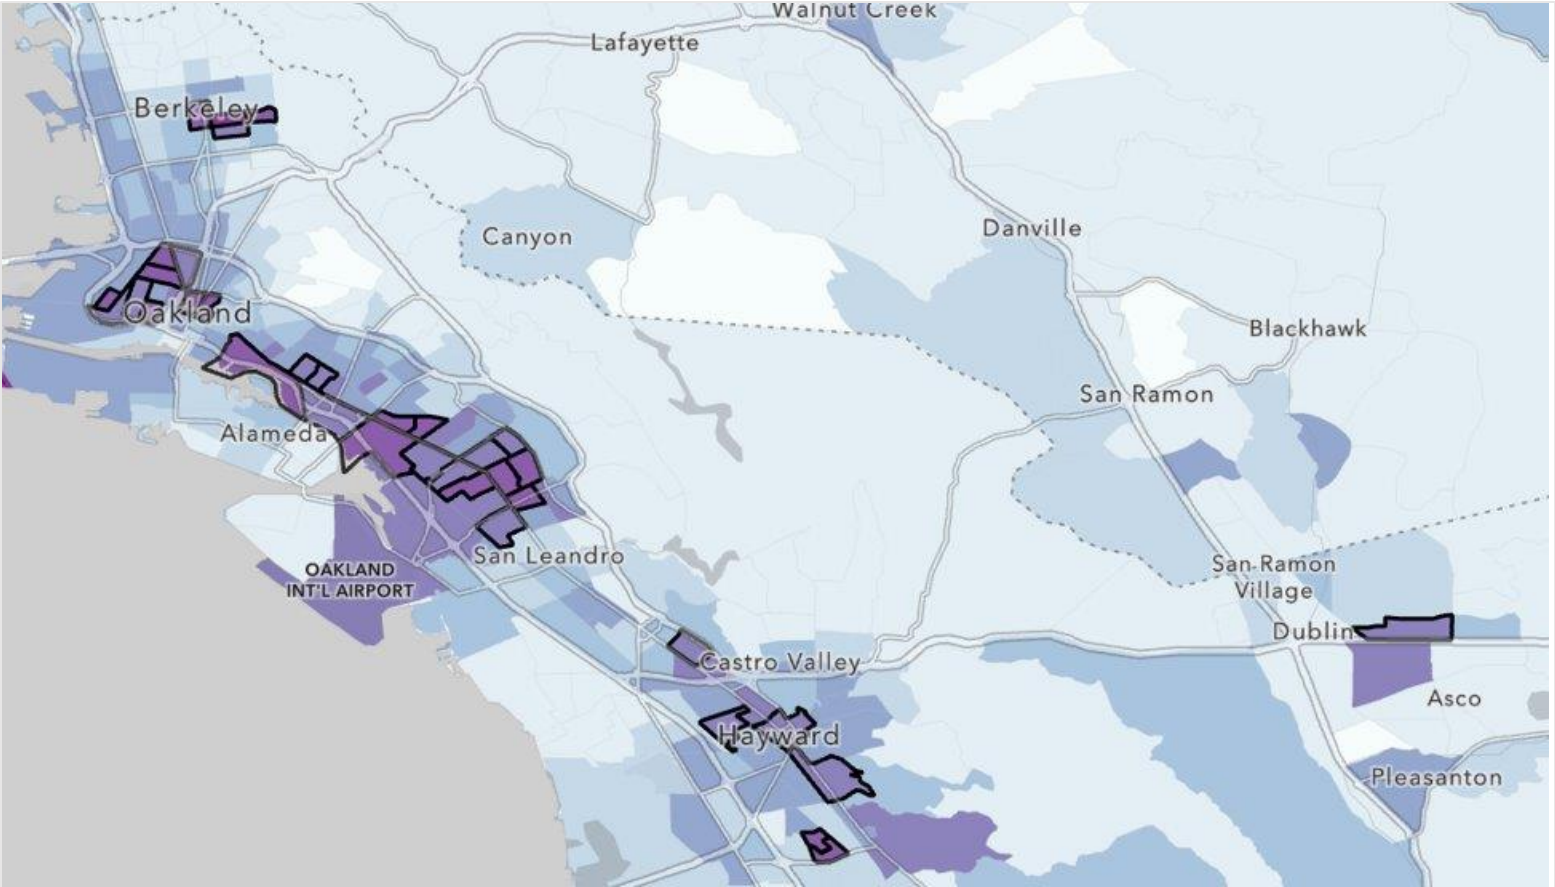 Walnut Creek
Lafayette
Berkeley
Canyon
Danville
Oakland
Blackhawk
San Ramon
Alameda
San Leandro
OAKLAND
INT'L AIRPORT
San Ramon
Village
Dublin
Castro Valley
Asco
Hayward
Pleasanton